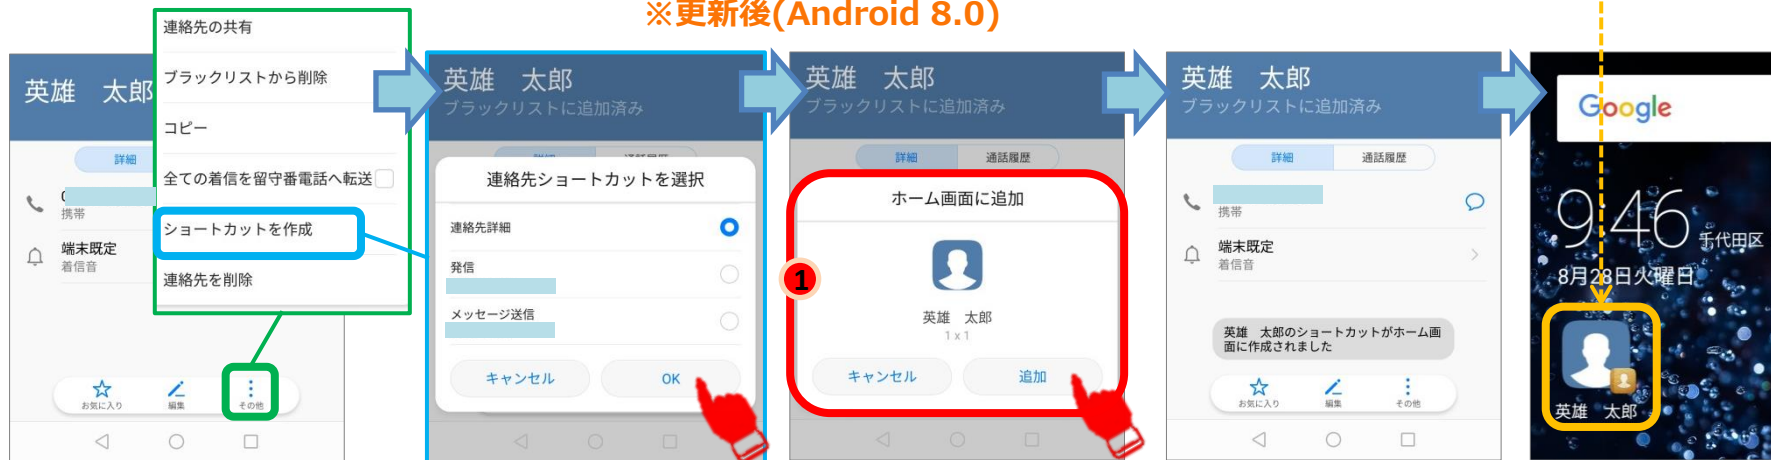 ※更新後(Android 8.0)
英雄 太郎
詳細
携帯
端末既定
着信音
お気に入り
編集
その他
連絡先の共有
ブラックリストから削除
コピー
全ての着信を留守番電話へ転送
ショートカットを作成
連絡先を削除
英雄 太郎
ブラックリストに追加済み
詳細 通話履歴
連絡先ショートカットを選択
連絡先詳細
発信
メッセージ送信
キャンセル OK
英雄 太郎
ブラックリストに追加済み
詳細 通話履歴
ホーム画面に追加
1
英雄 太郎
1 x 1
キャンセル 追加
英雄 太郎
ブラックリストに追加済み
詳細 通話履歴
携帯
端末既定
着信音
英雄 太郎のショートカットがホーム画
面に作成されました
お気に入り
編集
その他
Google
9:46
千代田区
8月28日火曜日
英雄 太郎